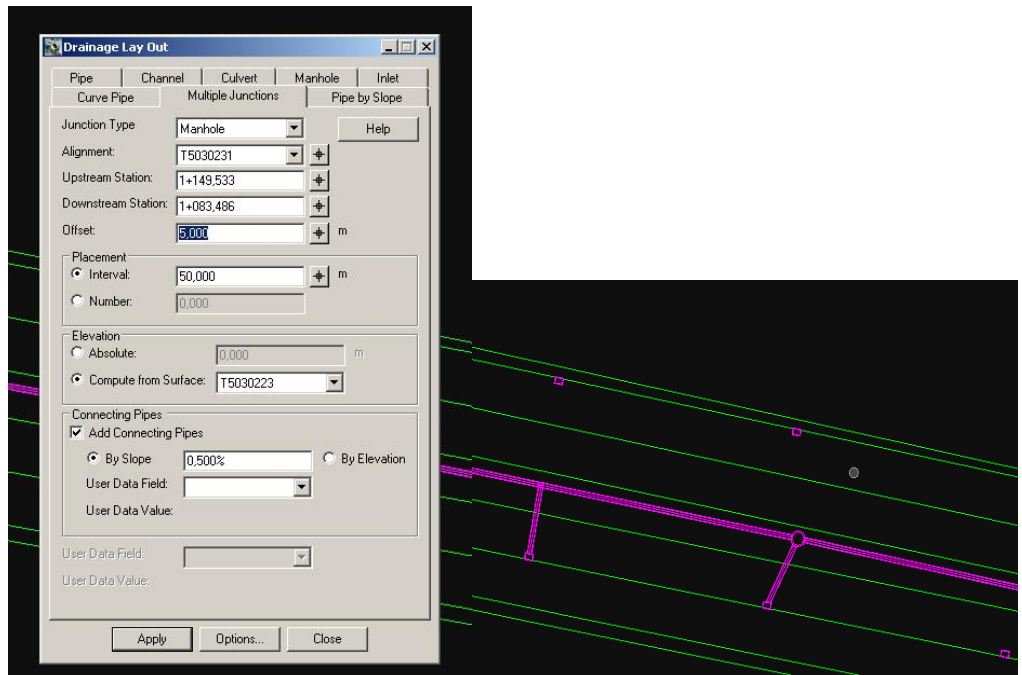 Drainage Lay Out
Pipe Channel Culvert Manhole Inlet
Curve Pipe Multiple Junctions Pipe by Slope
Junction Type Manhole Help
Alignment: T5030231
Upstream Station: 1+149,533
Downstream Station: 1+083,486
Offset: 5,000 m
Placement
Interval: 50,000 m
Number: 0,000
Elevation
Absolute: 0,000 m
Compute from Surface: T5030223
Connecting Pipes
Add Connecting Pipes
By Slope 0,500% By Elevation
User Data Field:
User Data Value:
User Data Field:
User Data Value:
Apply Options... Close